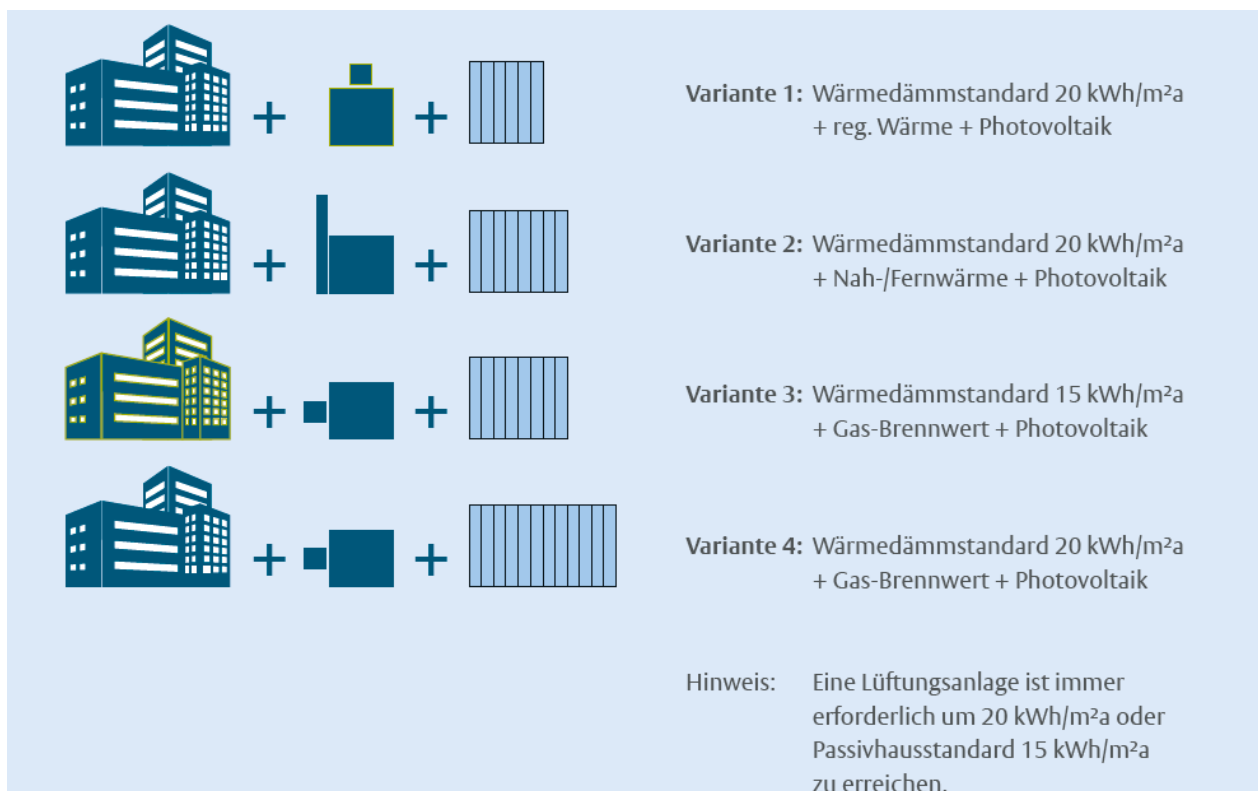 Variante 1: Wärmedämmstandard 20 kWh/m²a
+ reg. Wärme + Photovoltaik
Variante 2: Wärmedämmstandard 20 kWh/m²a
+ Nah-/Fernwärme + Photovoltaik
Variante 3: Wärmedämmstandard 15 kWh/m²a
+ Gas-Brennwert + Photovoltaik
Variante 4: Wärmedämmstandard 20 kWh/m²a
+ Gas-Brennwert + Photovoltaik
Hinweis: Eine Lüftungsanlage ist immer
erforderlich um 20 kWh/m²a oder
Passivhausstandard 15 kWh/m²a
zu erreichen.